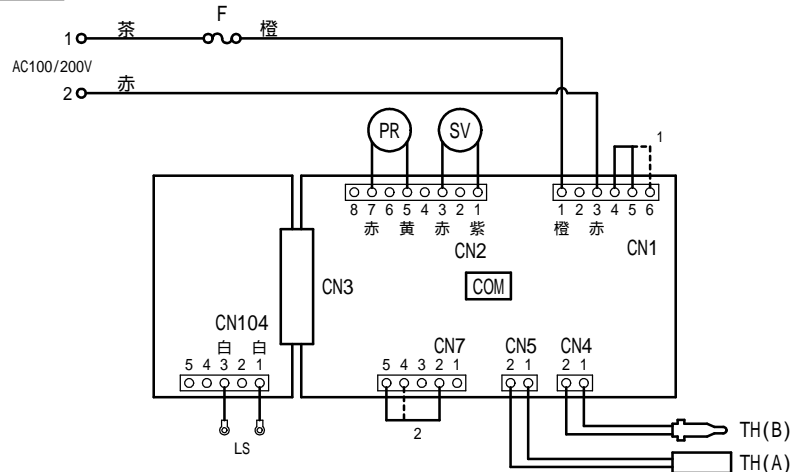 F
茶
橙
1
AC100/200V
赤
2
PR
SV
1
8 7 6 5 4 3 2 1
赤 黄 赤 紫
CN2
1 2 3 4 5 6
橙 赤
CN1
CN3
COM
CN104
白 白
5 4 3 2 1
LS
CN7
5 4 3 2 1
2
CN5
2 1
CN4
2 1
TH(B)
TH(A)